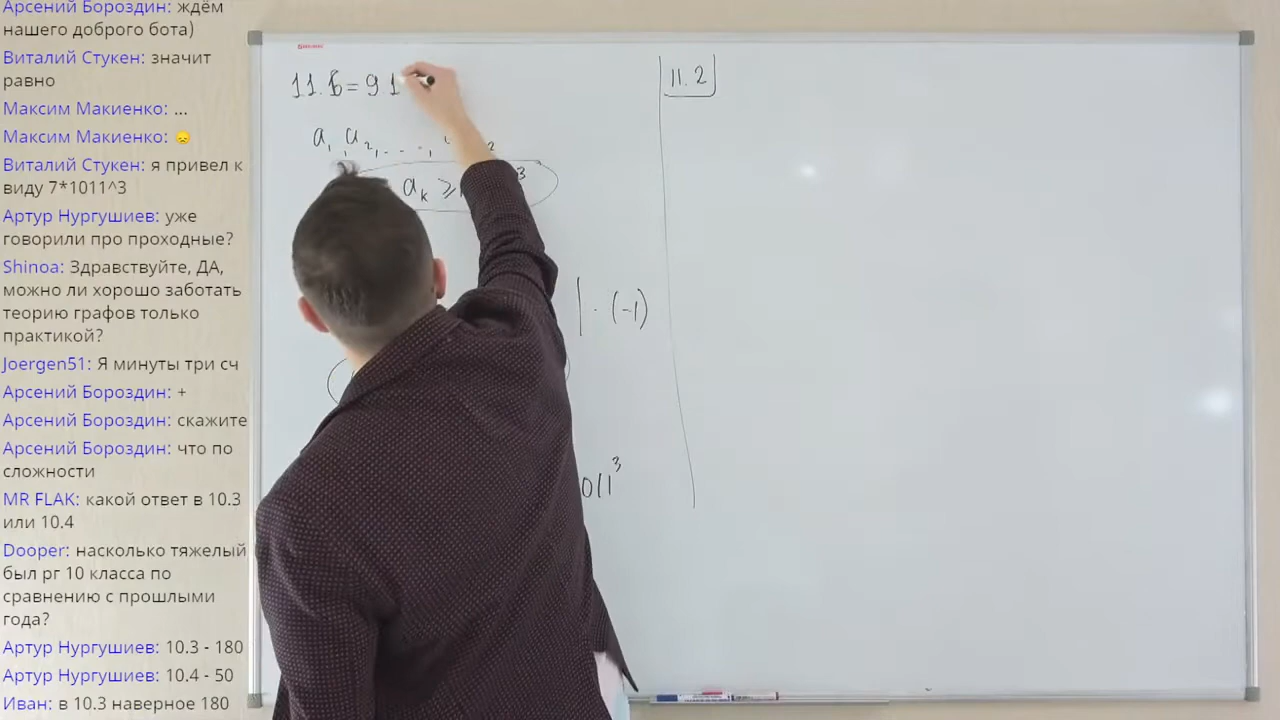 Арсений Бороздин: ждём
нашего доброго бота)
Виталий Стукен: значит
равно
Максим Макиенко: ...
Максим Макиенко: 😞
Виталий Стукен: я привел к
виду 7*1011^3
Артур Нургушиев: уже
говорили про проходные?
Shinoa: Здравствуйте, ДА,
можно ли хорошо заботать
теорию графов только
практикой?
Joergen51: Я минуты три сч
Арсений Бороздин: +
Арсений Бороздин: скажите
Арсений Бороздин: что по
сложности
MR FLAK: какой ответ в 10.3
или 10.4
Dooper: насколько тяжелый
был рг 10 класса по
сравнению с прошлыми
года?
Артур Нургушиев: 10.3 - 180
Артур Нургушиев: 10.4 - 50
Иван: в 10.3 наверное 180
= 9 1
a₁, a₂, . . . ,
aₖ ⩾
| · (-1)
11. 2